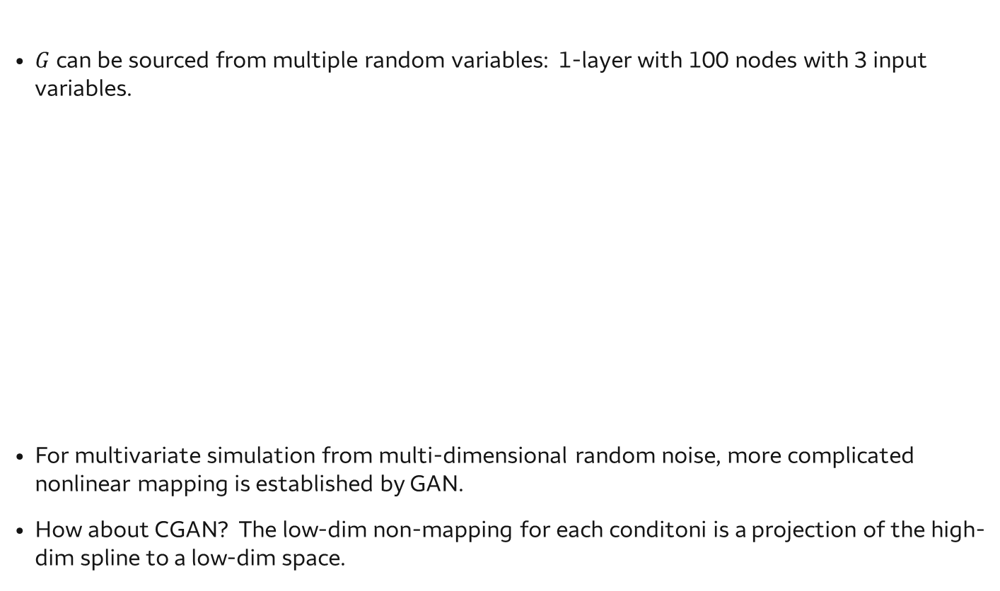 • G can be sourced from multiple random variables: 1-layer with 100 nodes with 3 input
variables.
• For multivariate simulation from multi-dimensional random noise, more complicated
nonlinear mapping is established by GAN.
• How about CGAN? The low-dim non-mapping for each conditoni is a projection of the high-
dim spline to a low-dim space.